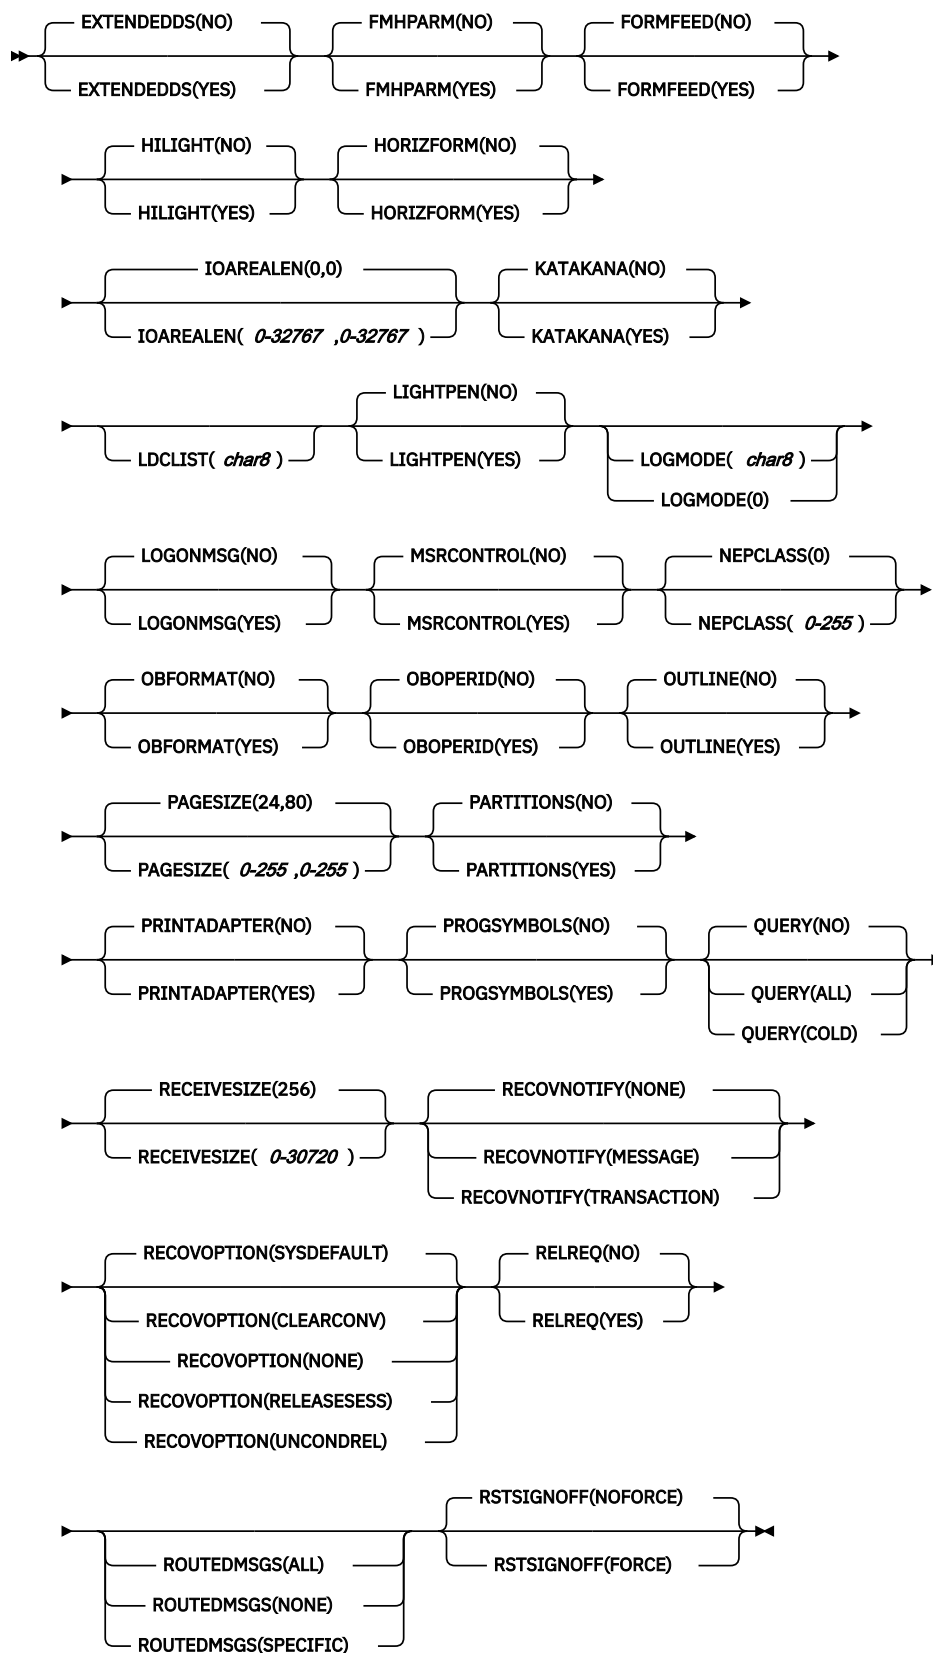 EXTENDEDDS(NO) FMHPARM(NO) FORMFEED(NO)
EXTENDEDDS(YES) FMHPARM(YES) FORMFEED(YES)
HILIGHT(NO) HORIZFORM(NO)
HILIGHT(YES) HORIZFORM(YES)
IOAREALEN(0,0) KATAKANA(NO)
IOAREALEN( 0-32767 ,0-32767 ) KATAKANA(YES)
LIGHTPEN(NO)
LDCLIST( char8 ) LIGHTPEN(YES) LOGMODE( char8 )
LOGMODE(0)
LOGONMSG(NO) MSRCONTROL(NO) NEPCLASS(0)
LOGONMSG(YES) MSRCONTROL(YES) NEPCLASS( 0-255 )
OBFORMAT(NO) OBOPERID(NO) OUTLINE(NO)
OBFORMAT(YES) OBOPERID(YES) OUTLINE(YES)
PAGESIZE(24,80) PARTITIONS(NO)
PAGESIZE( 0-255 ,0-255 ) PARTITIONS(YES)
PRINTADAPTER(NO) PROGSYMBOLS(NO) QUERY(NO)
PRINTADAPTER(YES) PROGSYMBOLS(YES) QUERY(ALL)
QUERY(COLD)
RECEIVESIZE(256) RECOVNOTIFY(NONE)
RECEIVESIZE( 0-30720 ) RECOVNOTIFY(MESSAGE)
RECOVNOTIFY(TRANSACTION)
RECOVOPTION(SYSDEFAULT) RELREQ(NO)
RECOVOPTION(CLEARCONV) RELREQ(YES)
RECOVOPTION(NONE)
RECOVOPTION(RELEASESESS)
RECOVOPTION(UNCONDREL)
RSTSIGNOFF(NOFORCE)
ROUTEDMSGS(ALL) RSTSIGNOFF(FORCE)
ROUTEDMSGS(NONE)
ROUTEDMSGS(SPECIFIC)